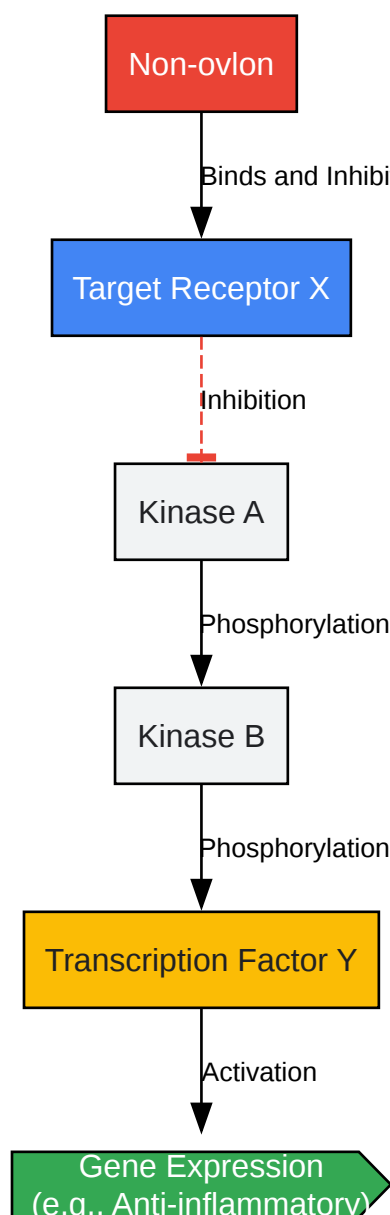 Non-ovlon
Binds and Inhibi
Target Receptor X
Inhibition
Kinase A
Phosphorylation
Kinase B
Phosphorylation
Transcription Factor Y
Activation
Gene Expression
(e.g., Anti-inflammatory)